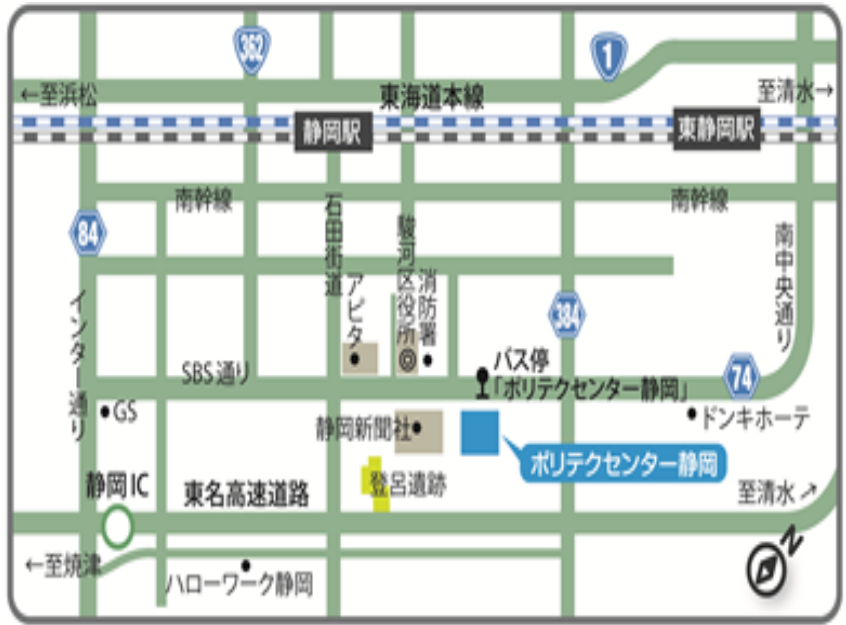 362
1
←至浜松
東海道本線
至清水→
静岡駅
東静岡駅
南幹線
南幹線
84
石田街道
駿河区役所
消防署
アピタ
384
南中央通り
インター通り
SBS通り
バス停
「ポリテクセンター静岡」
74
GS
ドンキホーテ
静岡新聞社
ポリテクセンター静岡
静岡IC
東名高速道路
登呂遺跡
至清水↗
←至焼津
ハローワーク静岡
N